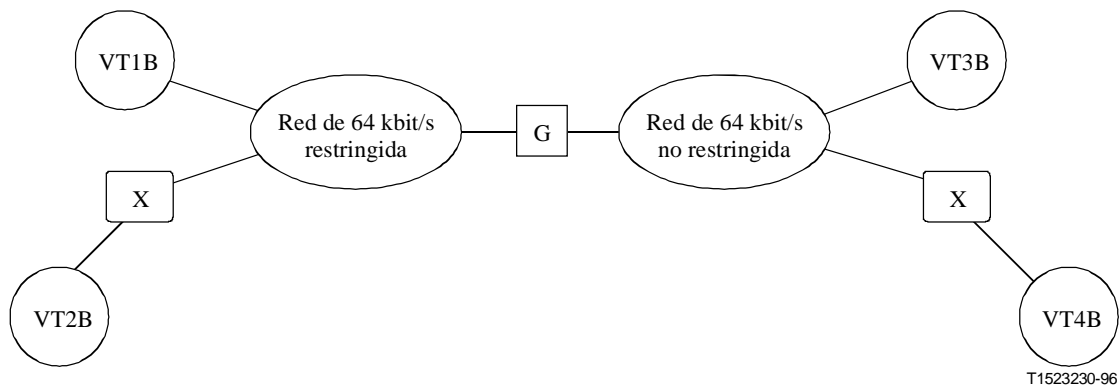 VT1B
VT3B
Red de 64 kbit/s
restringida
G
Red de 64 kbit/s
no restringida
X
X
VT2B
VT4B
T1523230-96